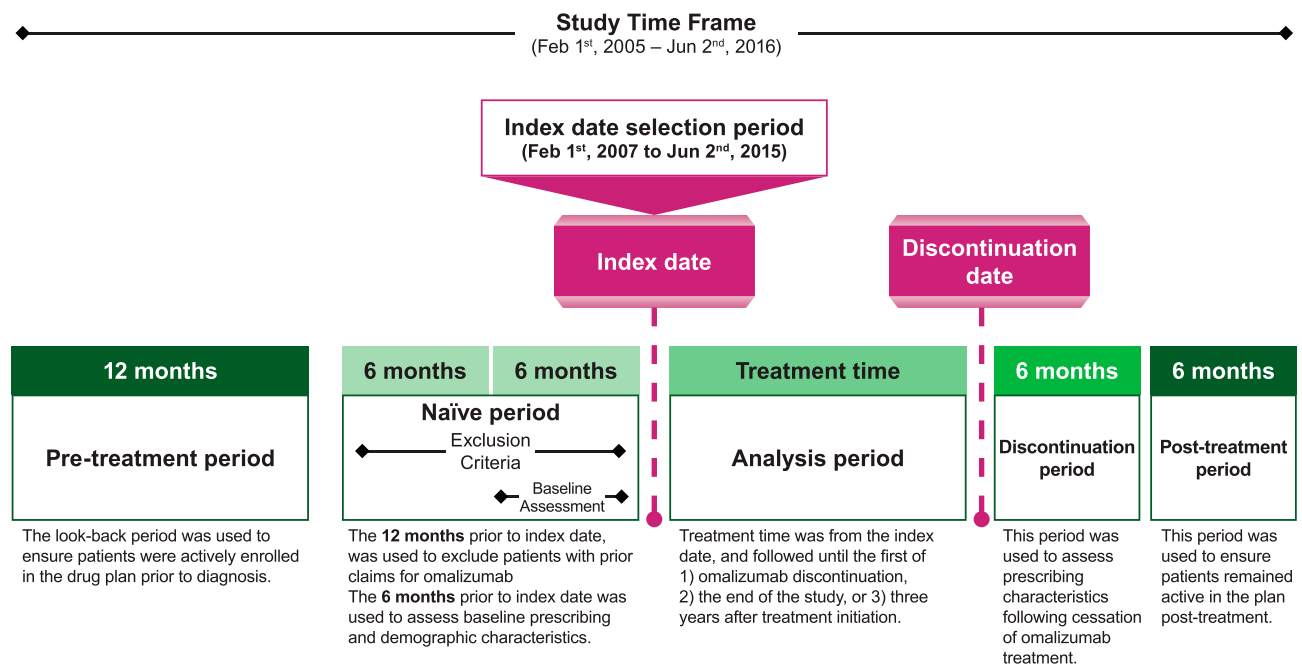 Study Time Frame
(Feb 1st, 2005 – Jun 2nd, 2016)
Index date selection period
(Feb 1st, 2007 to Jun 2nd, 2015)
Index date
Discontinuation
date
12 months
Pre-treatment period
The look-back period was used to
ensure patients were actively enrolled
in the drug plan prior to diagnosis.
6 months
6 months
Naïve period
Exclusion
Criteria
Baseline
Assessment
The 12 months prior to index date,
was used to exclude patients with prior
claims for omalizumab
The 6 months prior to index date was
used to assess baseline prescribing
and demographic characteristics.
Treatment time
Analysis period
Treatment time was from the index
date, and followed until the first of
1) omalizumab discontinuation,
2) the end of the study, or 3) three
years after treatment initiation.
6 months
Discontinuation
period
This period was
used to assess
prescribing
characteristics
following cessation
of omalizumab
treatment.
6 months
Post-treatment
period
This period was
used to ensure
patients remained
active in the plan
post-treatment.